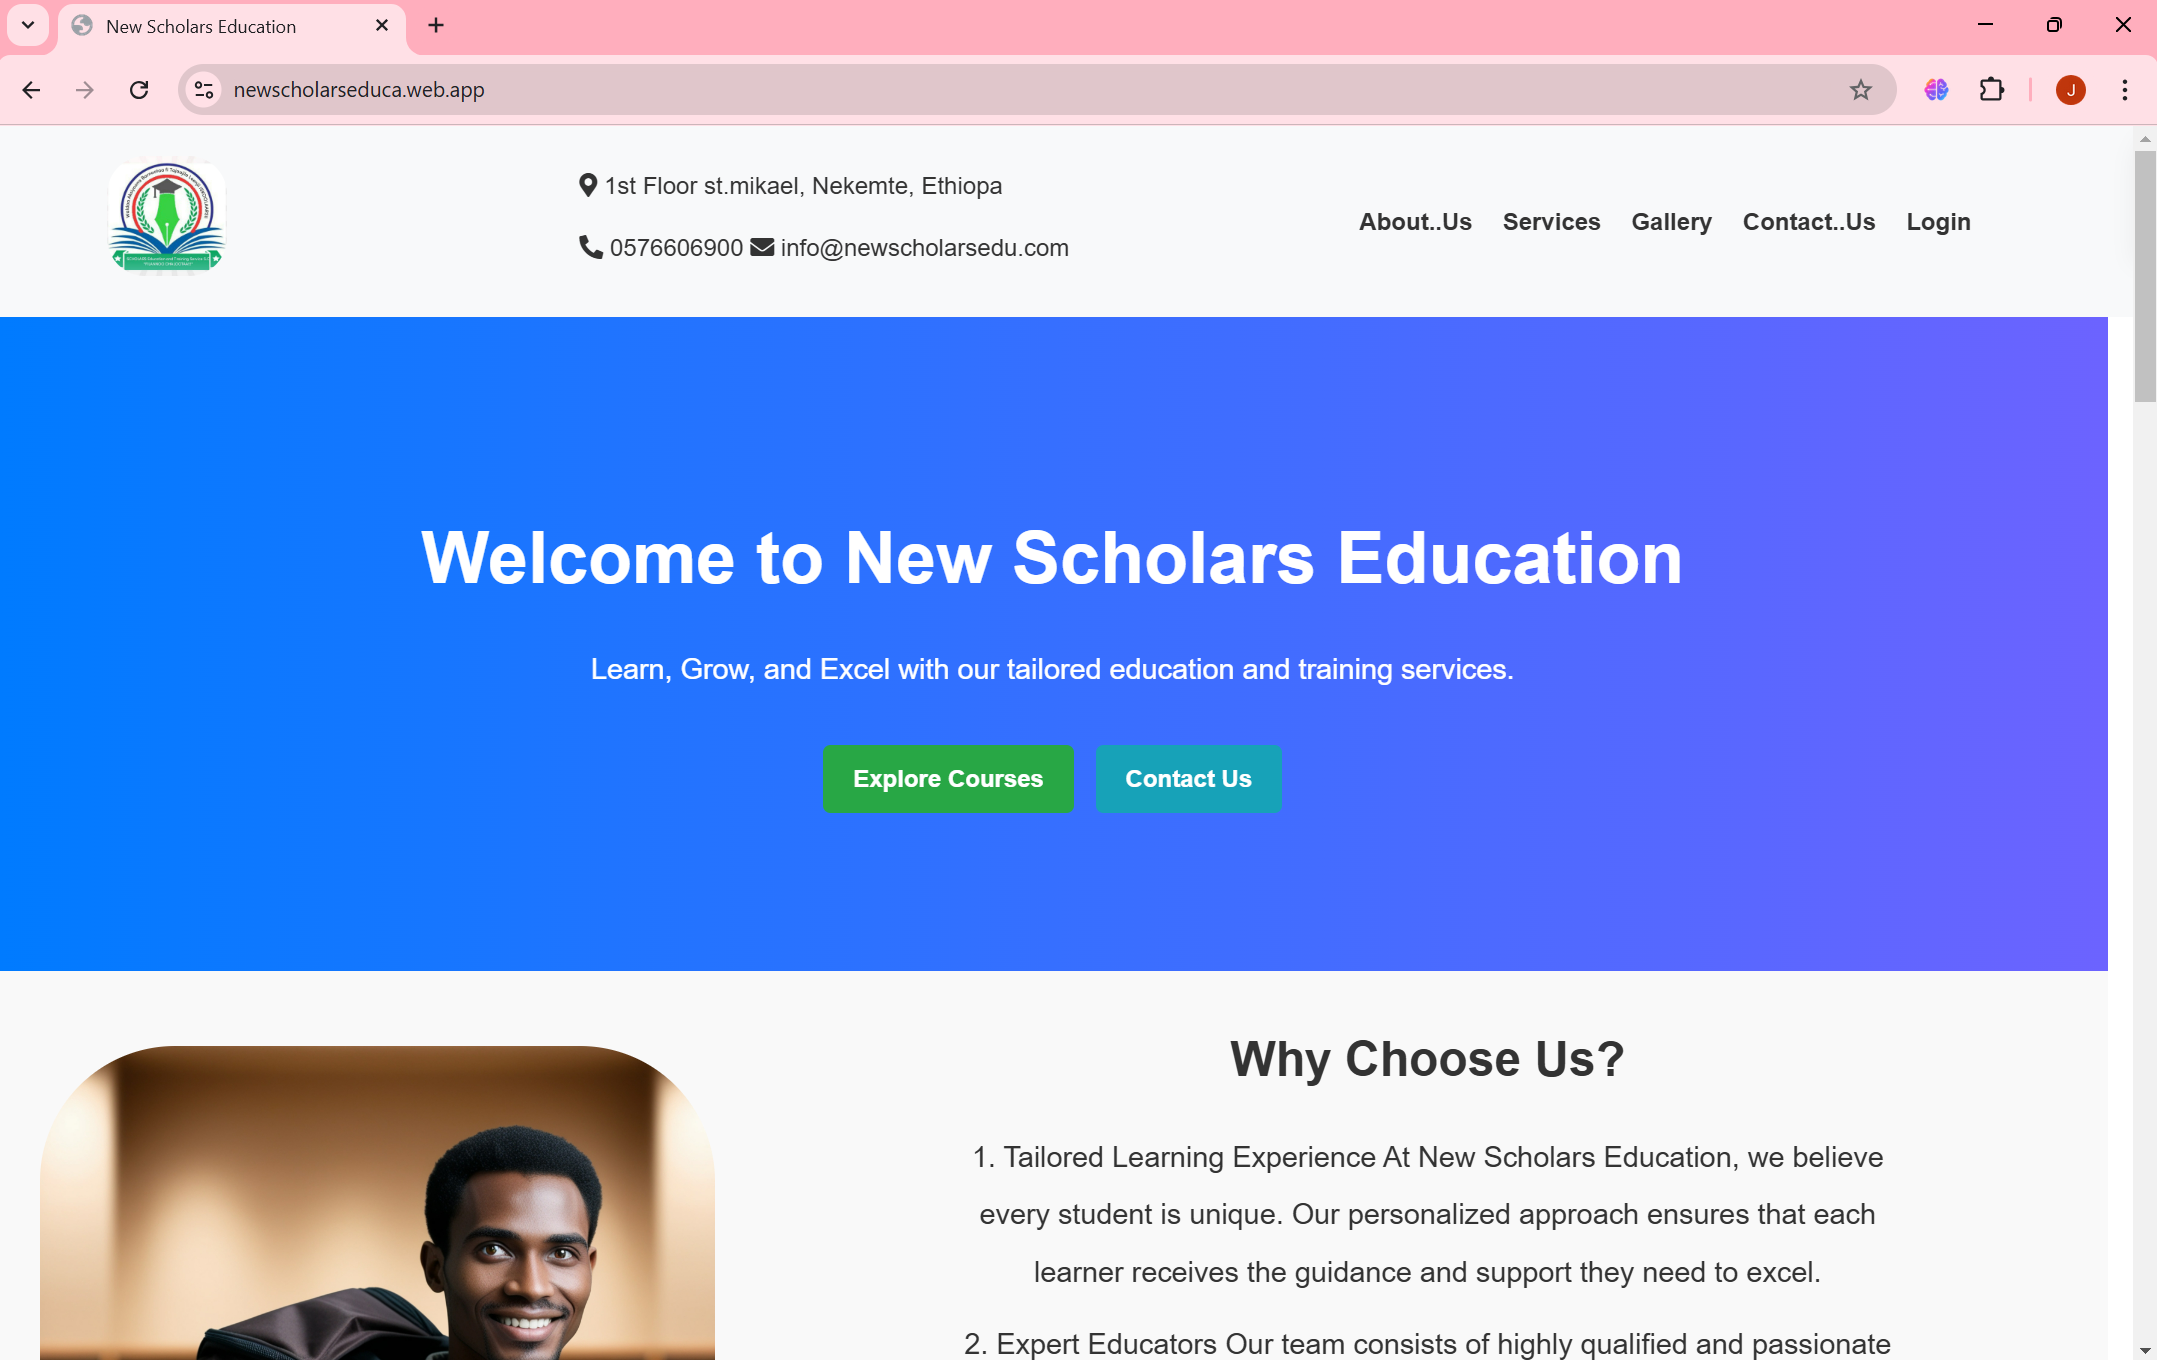 New Scholars Education
newscholarseduca.web.app
J
1st Floor st.mikael, Nekemte, Ethiopa
0576606900 info@newscholarsedu.com
About..Us Services Gallery Contact..Us Login
Welcome to New Scholars Education
Learn, Grow, and Excel with our tailored education and training services.
Explore Courses Contact Us
Why Choose Us?
1. Tailored Learning Experience At New Scholars Education, we believe
every student is unique. Our personalized approach ensures that each
learner receives the guidance and support they need to excel.
2. Expert Educators Our team consists of highly qualified and passionate